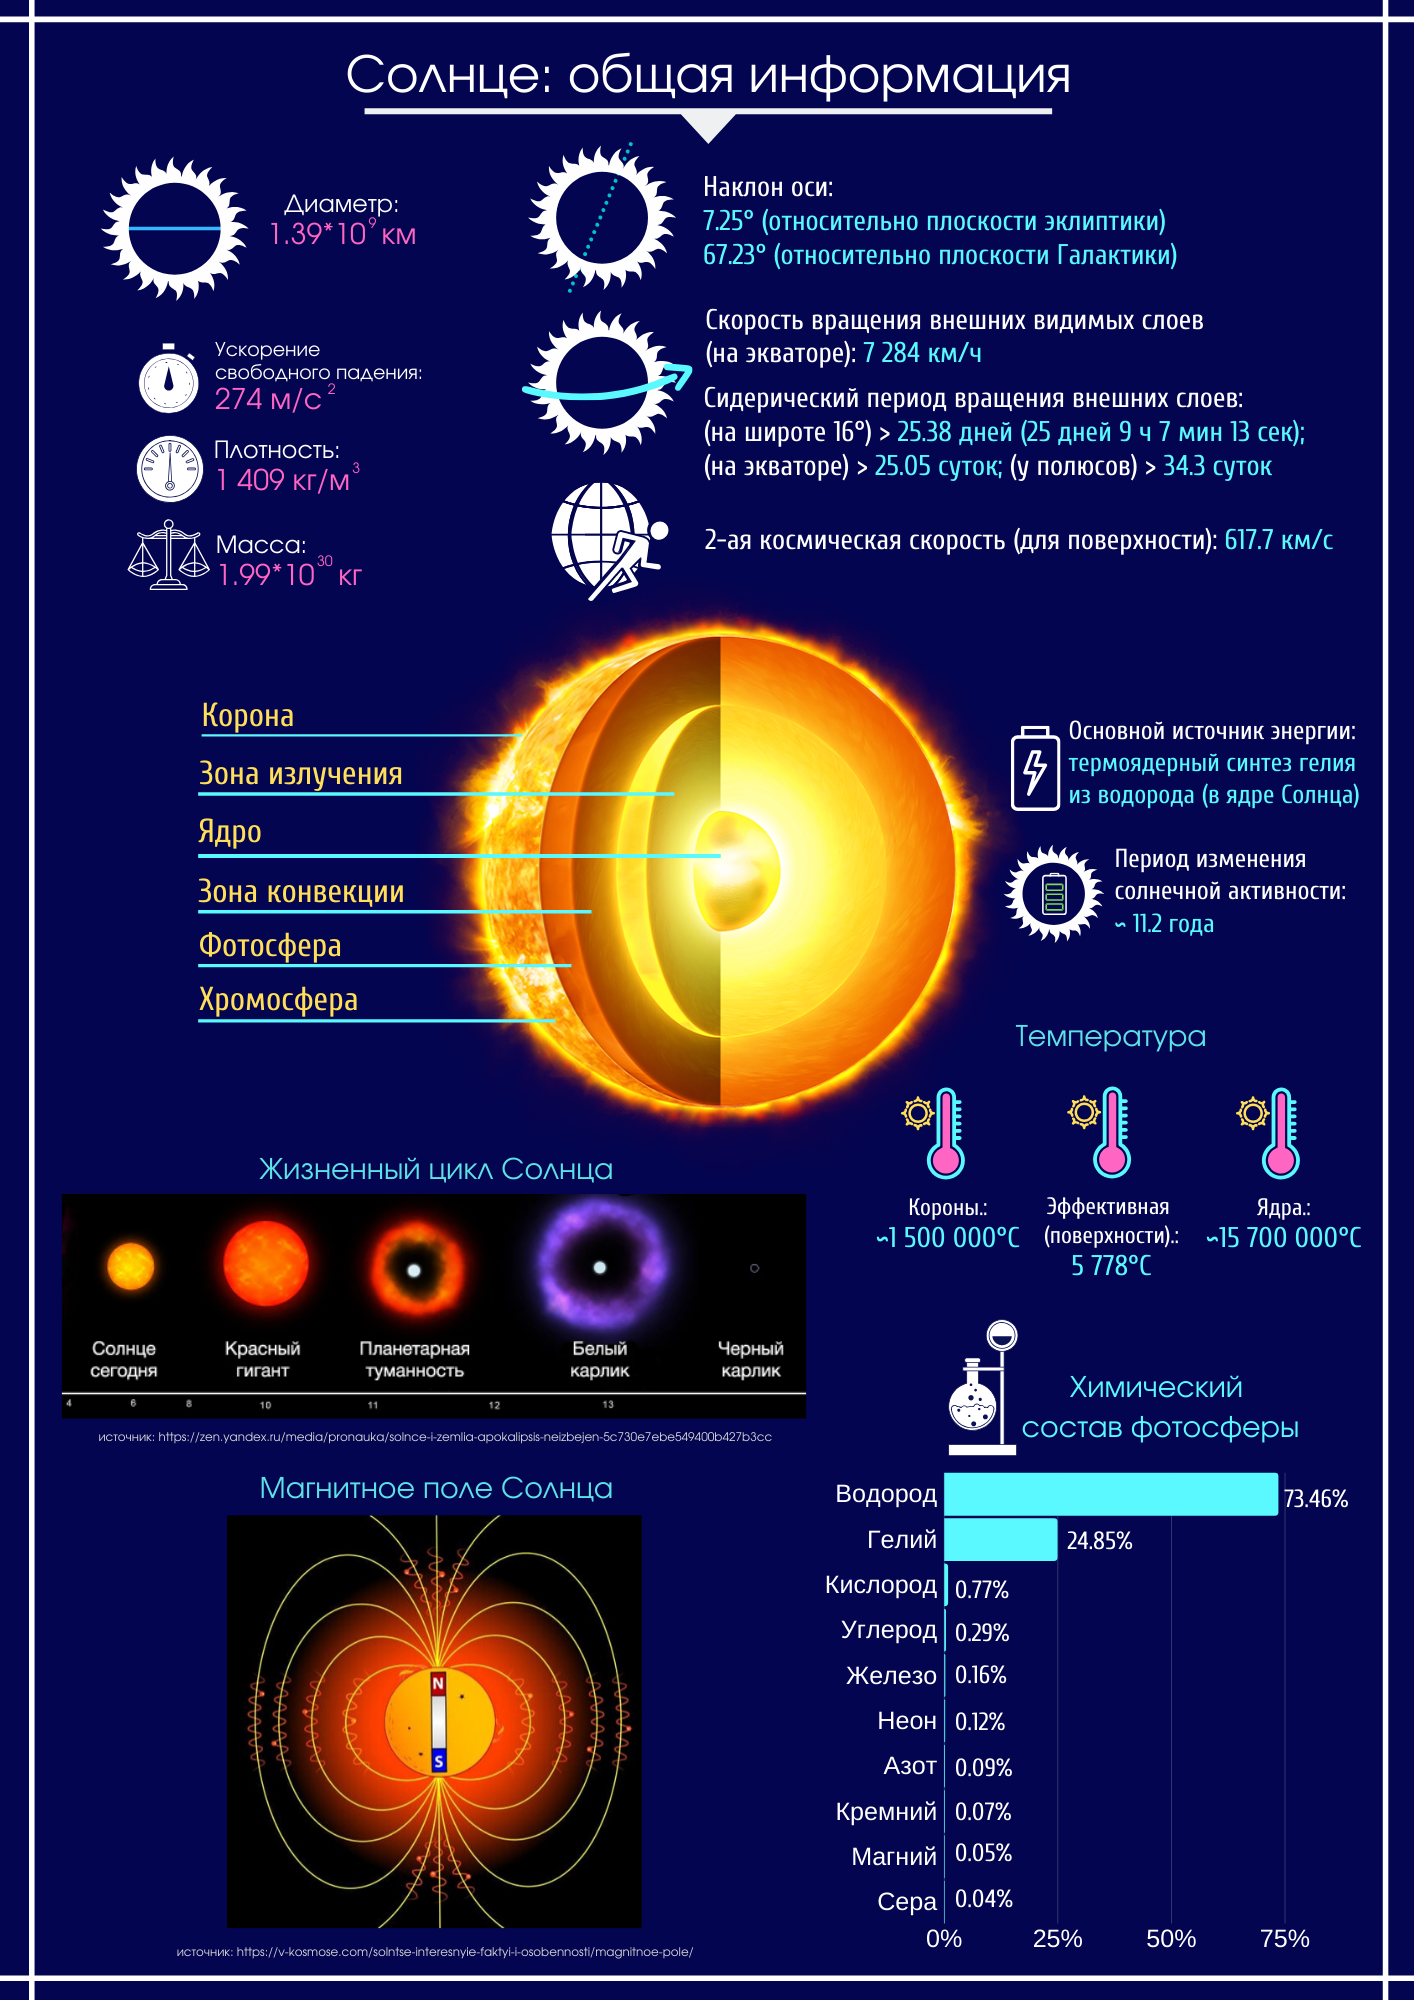 Солнце: общая информация
Диаметр:
1.39*10⁹ км
Ускорение
свободного падения:
274 м/с²
Плотность:
1 409 кг/м³
Масса:
1.99*10³⁰ кг
Наклон оси:
7.25° (относительно плоскости эклиптики)
67.23° (относительно плоскости Галактики)
Скорость вращения внешних видимых слоев
(на экваторе): 7 284 км/ч
Сидерический период вращения внешних слоев:
(на широте 16°) > 25.38 дней (25 дней 9 ч 7 мин 13 сек);
(на экваторе) > 25.05 суток; (у полюсов) > 34.3 суток
2-ая космическая скорость (для поверхности): 617.7 км/с
Корона
Зона излучения
Ядро
Зона конвекции
Фотосфера
Хромосфера
Основной источник энергии:
термоядерный синтез гелия
из водорода (в ядре Солнца)
Период изменения
солнечной активности:
~ 11.2 года
Температура
Короны.:
~1 500 000°C
Эффективная
(поверхности).:
5 778°C
Ядра.:
~15 700 000°C
Жизненный цикл Солнца
Солнце
сегодня
Красный
гигант
Планетарная
туманность
Белый
карлик
Черный
карлик
4 6 8 10 11 12 13
источник: https://zen.yandex.ru/media/pronauka/solnce-i-zemlia-apokalipsis-neizbejen-5c730e7ebe549400b427b3cc
Магнитное поле Солнца
N
S
источник: https://v-kosmose.com/solntse-interesnyie-faktyi-i-osobennosti/magnitnoe-pole/
Химический
состав фотосферы
Водород 73.46%
Гелий 24.85%
Кислород 0.77%
Углерод 0.29%
Железо 0.16%
Неон 0.12%
Азот 0.09%
Кремний 0.07%
Магний 0.05%
Сера 0.04%
0% 25% 50% 75%